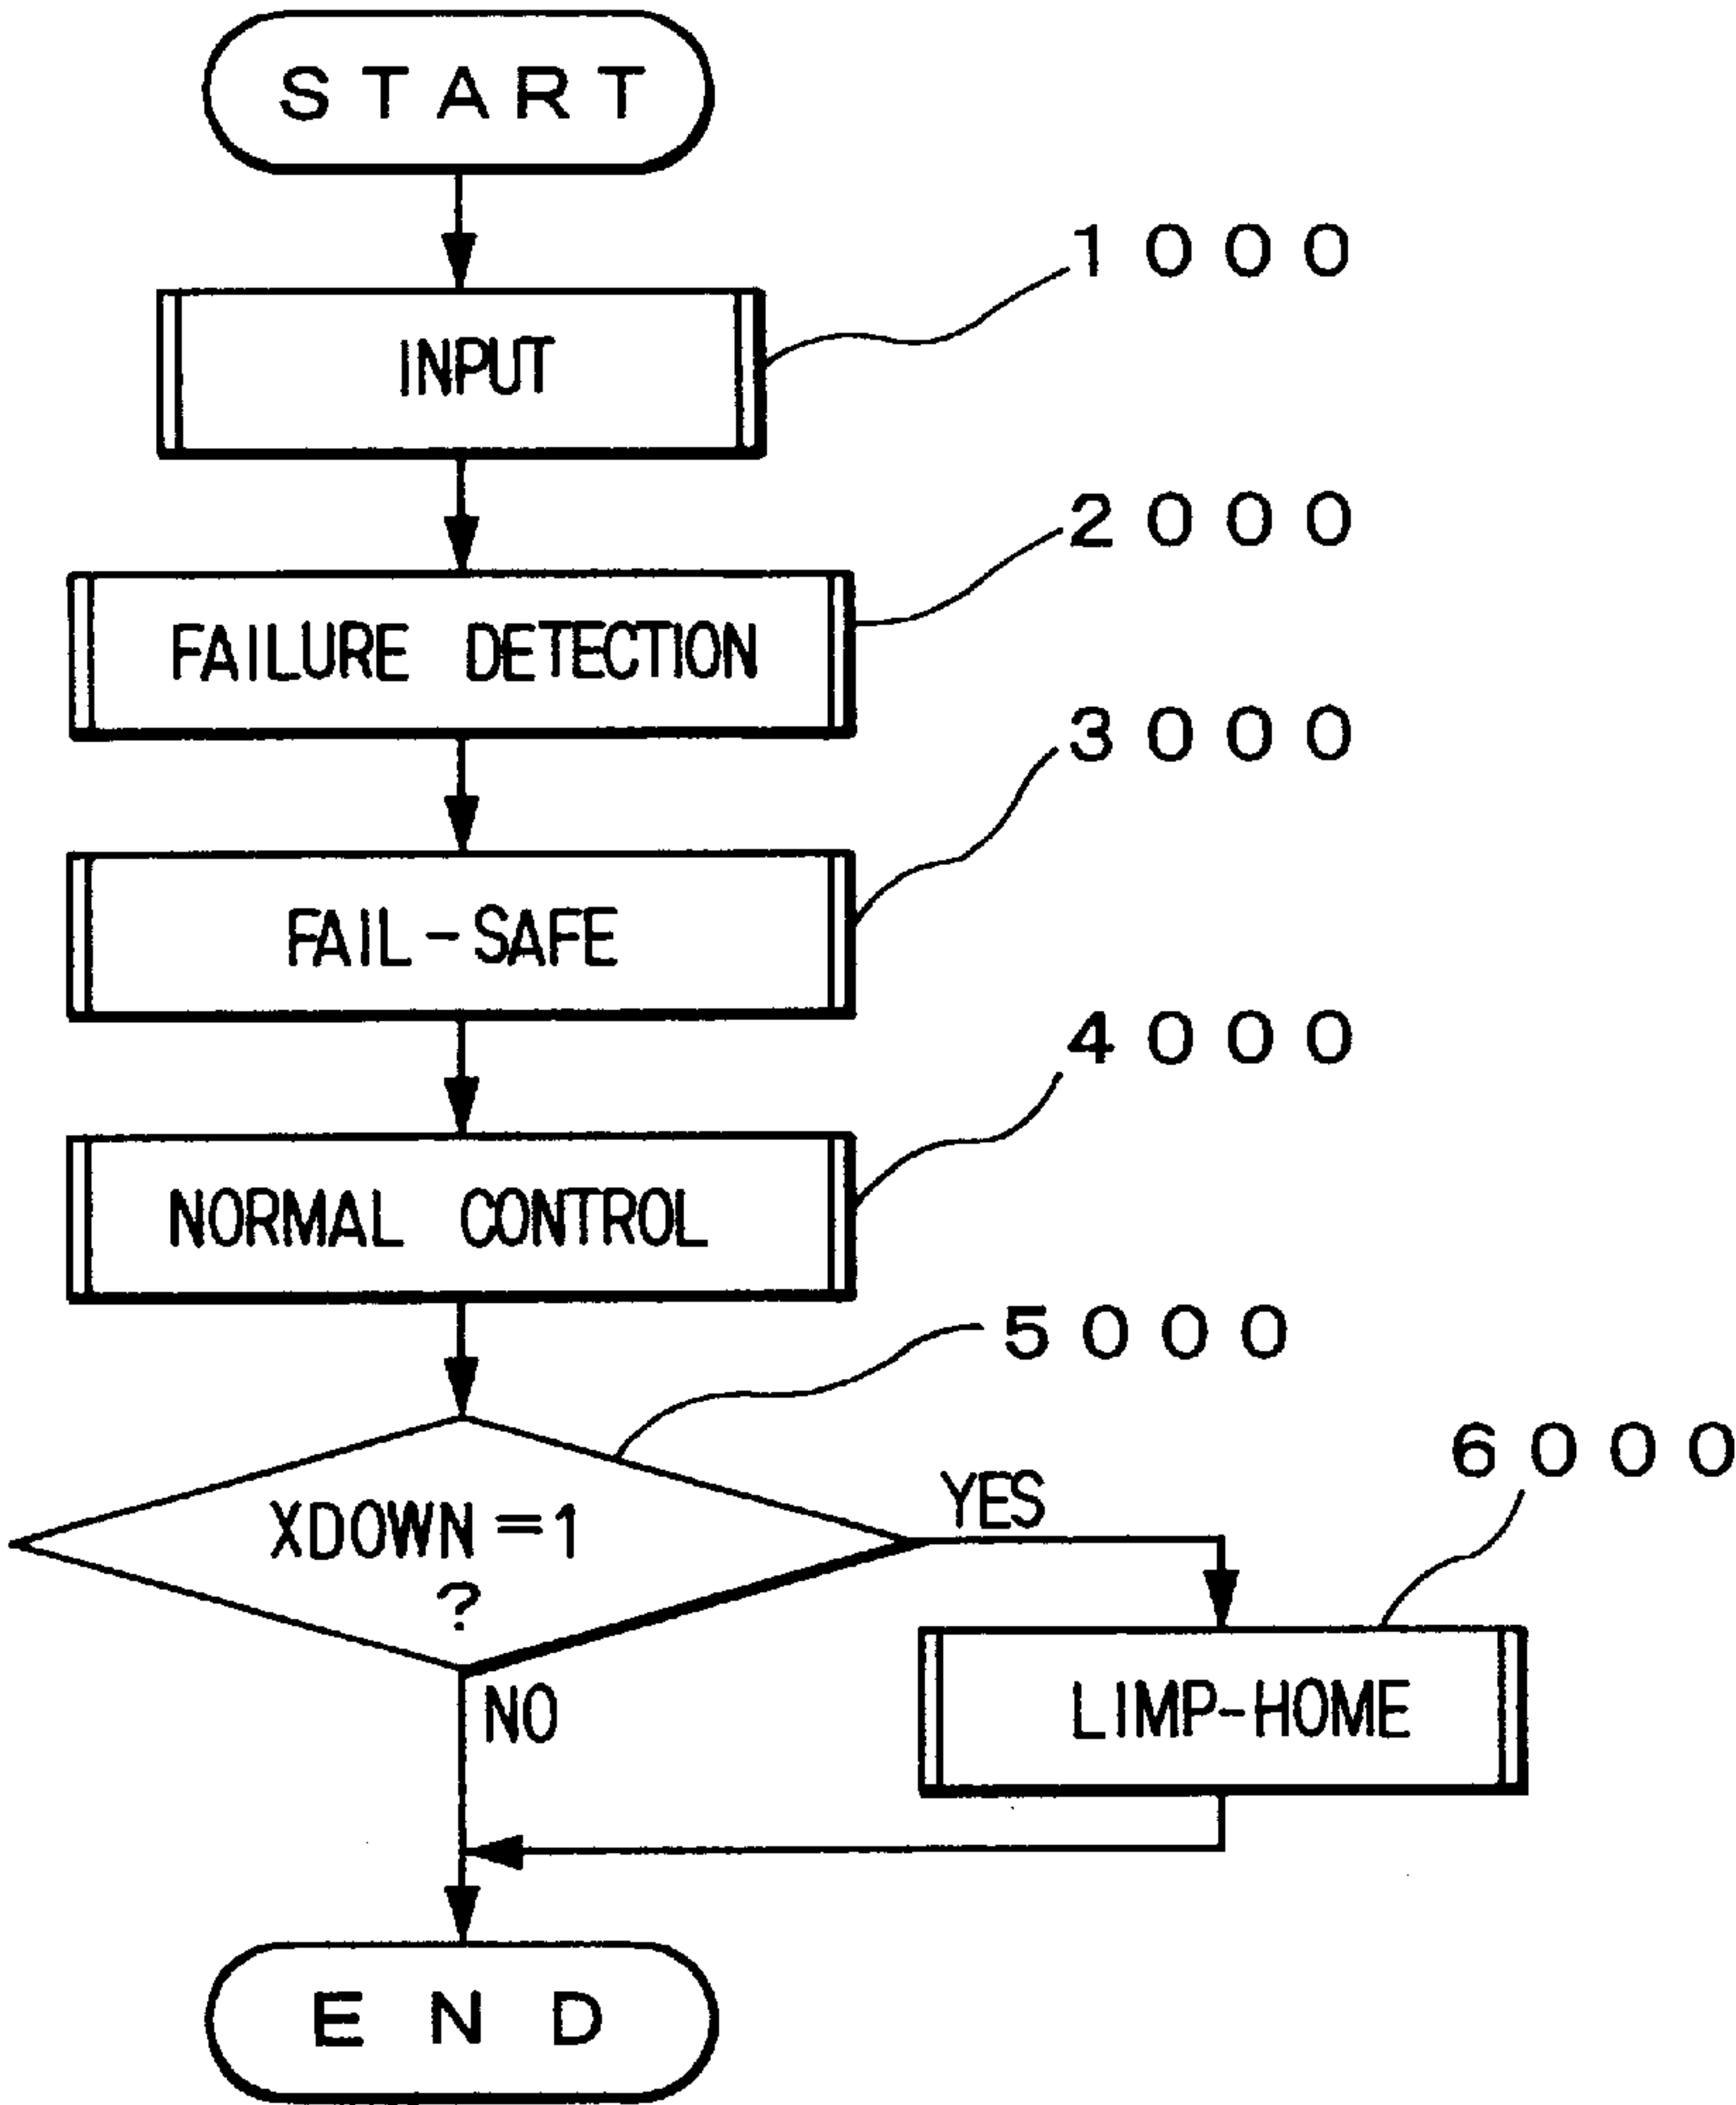 START
1000
INPUT
2000
FAILURE DETECTION
3000
FAIL-SAFE
4000
NORMAL CONTROL
5000
XDOWN=1
?
YES
6000
NO
LIMP-HOME
END